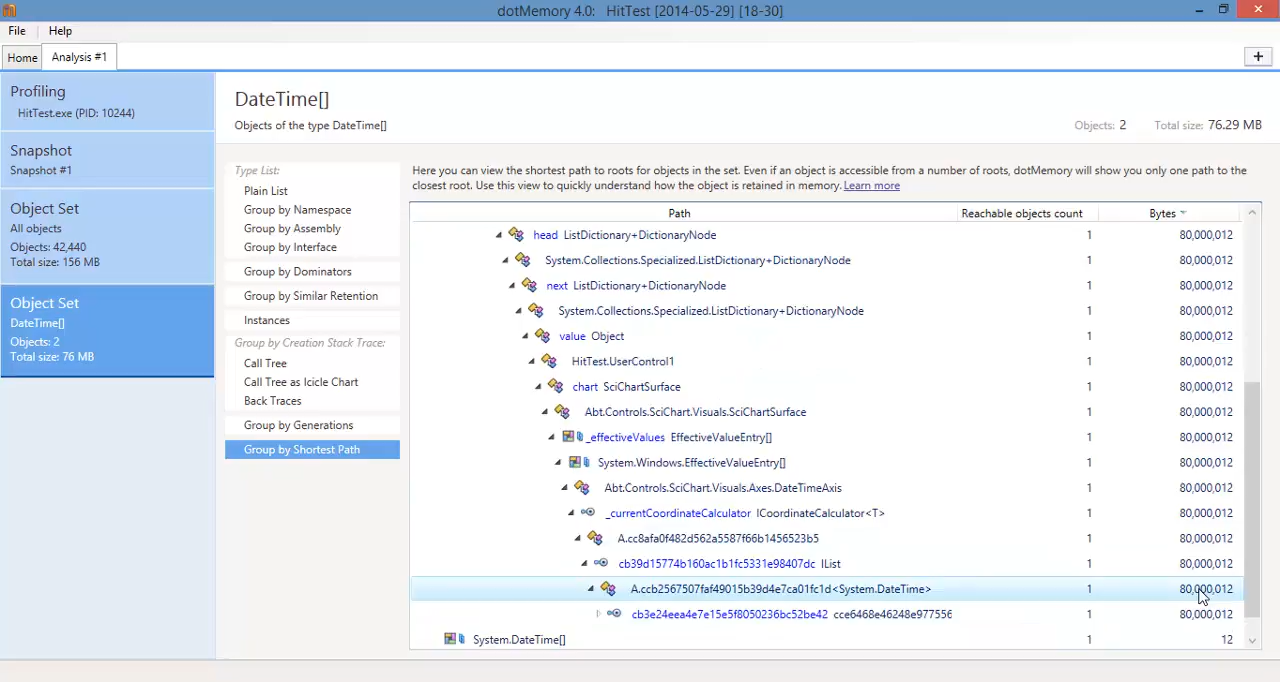 dotMemory 4.0: HitTest [2014-05-29] [18-30]
File Help
Home Analysis #1 +
Profiling
HitTest.exe (PID: 10244)
Snapshot
Snapshot #1
Object Set
All objects
Objects: 42,440
Total size: 156 MB
Object Set
DateTime[]
Objects: 2
Total size: 76 MB
DateTime[]
Objects of the type DateTime[]
Objects: 2 Total size: 76.29 MB
Type List:
Plain List
Group by Namespace
Group by Assembly
Group by Interface
Group by Dominators
Group by Similar Retention
Instances
Group by Creation Stack Trace:
Call Tree
Call Tree as Icicle Chart
Back Traces
Group by Generations
Group by Shortest Path
Here you can view the shortest path to roots for objects in the set. Even if an object is accessible from a number of roots, dotMemory will show you only one path to the
closest root. Use this view to quickly understand how the object is retained in memory. Learn more
Path Reachable objects count Bytes
head ListDictionary+DictionaryNode 1 80,000,012
System.Collections.Specialized.ListDictionary+DictionaryNode 1 80,000,012
next ListDictionary+DictionaryNode 1 80,000,012
System.Collections.Specialized.ListDictionary+DictionaryNode 1 80,000,012
value Object 1 80,000,012
HitTest.UserControl1 1 80,000,012
chart SciChartSurface 1 80,000,012
Abt.Controls.SciChart.Visuals.SciChartSurface 1 80,000,012
_effectiveValues EffectiveValueEntry[] 1 80,000,012
System.Windows.EffectiveValueEntry[] 1 80,000,012
Abt.Controls.SciChart.Visuals.Axes.DateTimeAxis 1 80,000,012
_currentCoordinateCalculator ICoordinateCalculator<T> 1 80,000,012
A.cc8afa0f482d562a5587f66b1456523b5 1 80,000,012
cb39d15774b160ac1b1fc5331e98407dc IList 1 80,000,012
A.ccb2567507faf49015b39d4e7ca01fc1d<System.DateTime> 1 80,000,012
cb3e24eea4e7e15e5f8050236bc52be42 cce6468e46248e977556 1 80,000,012
System.DateTime[] 1 12